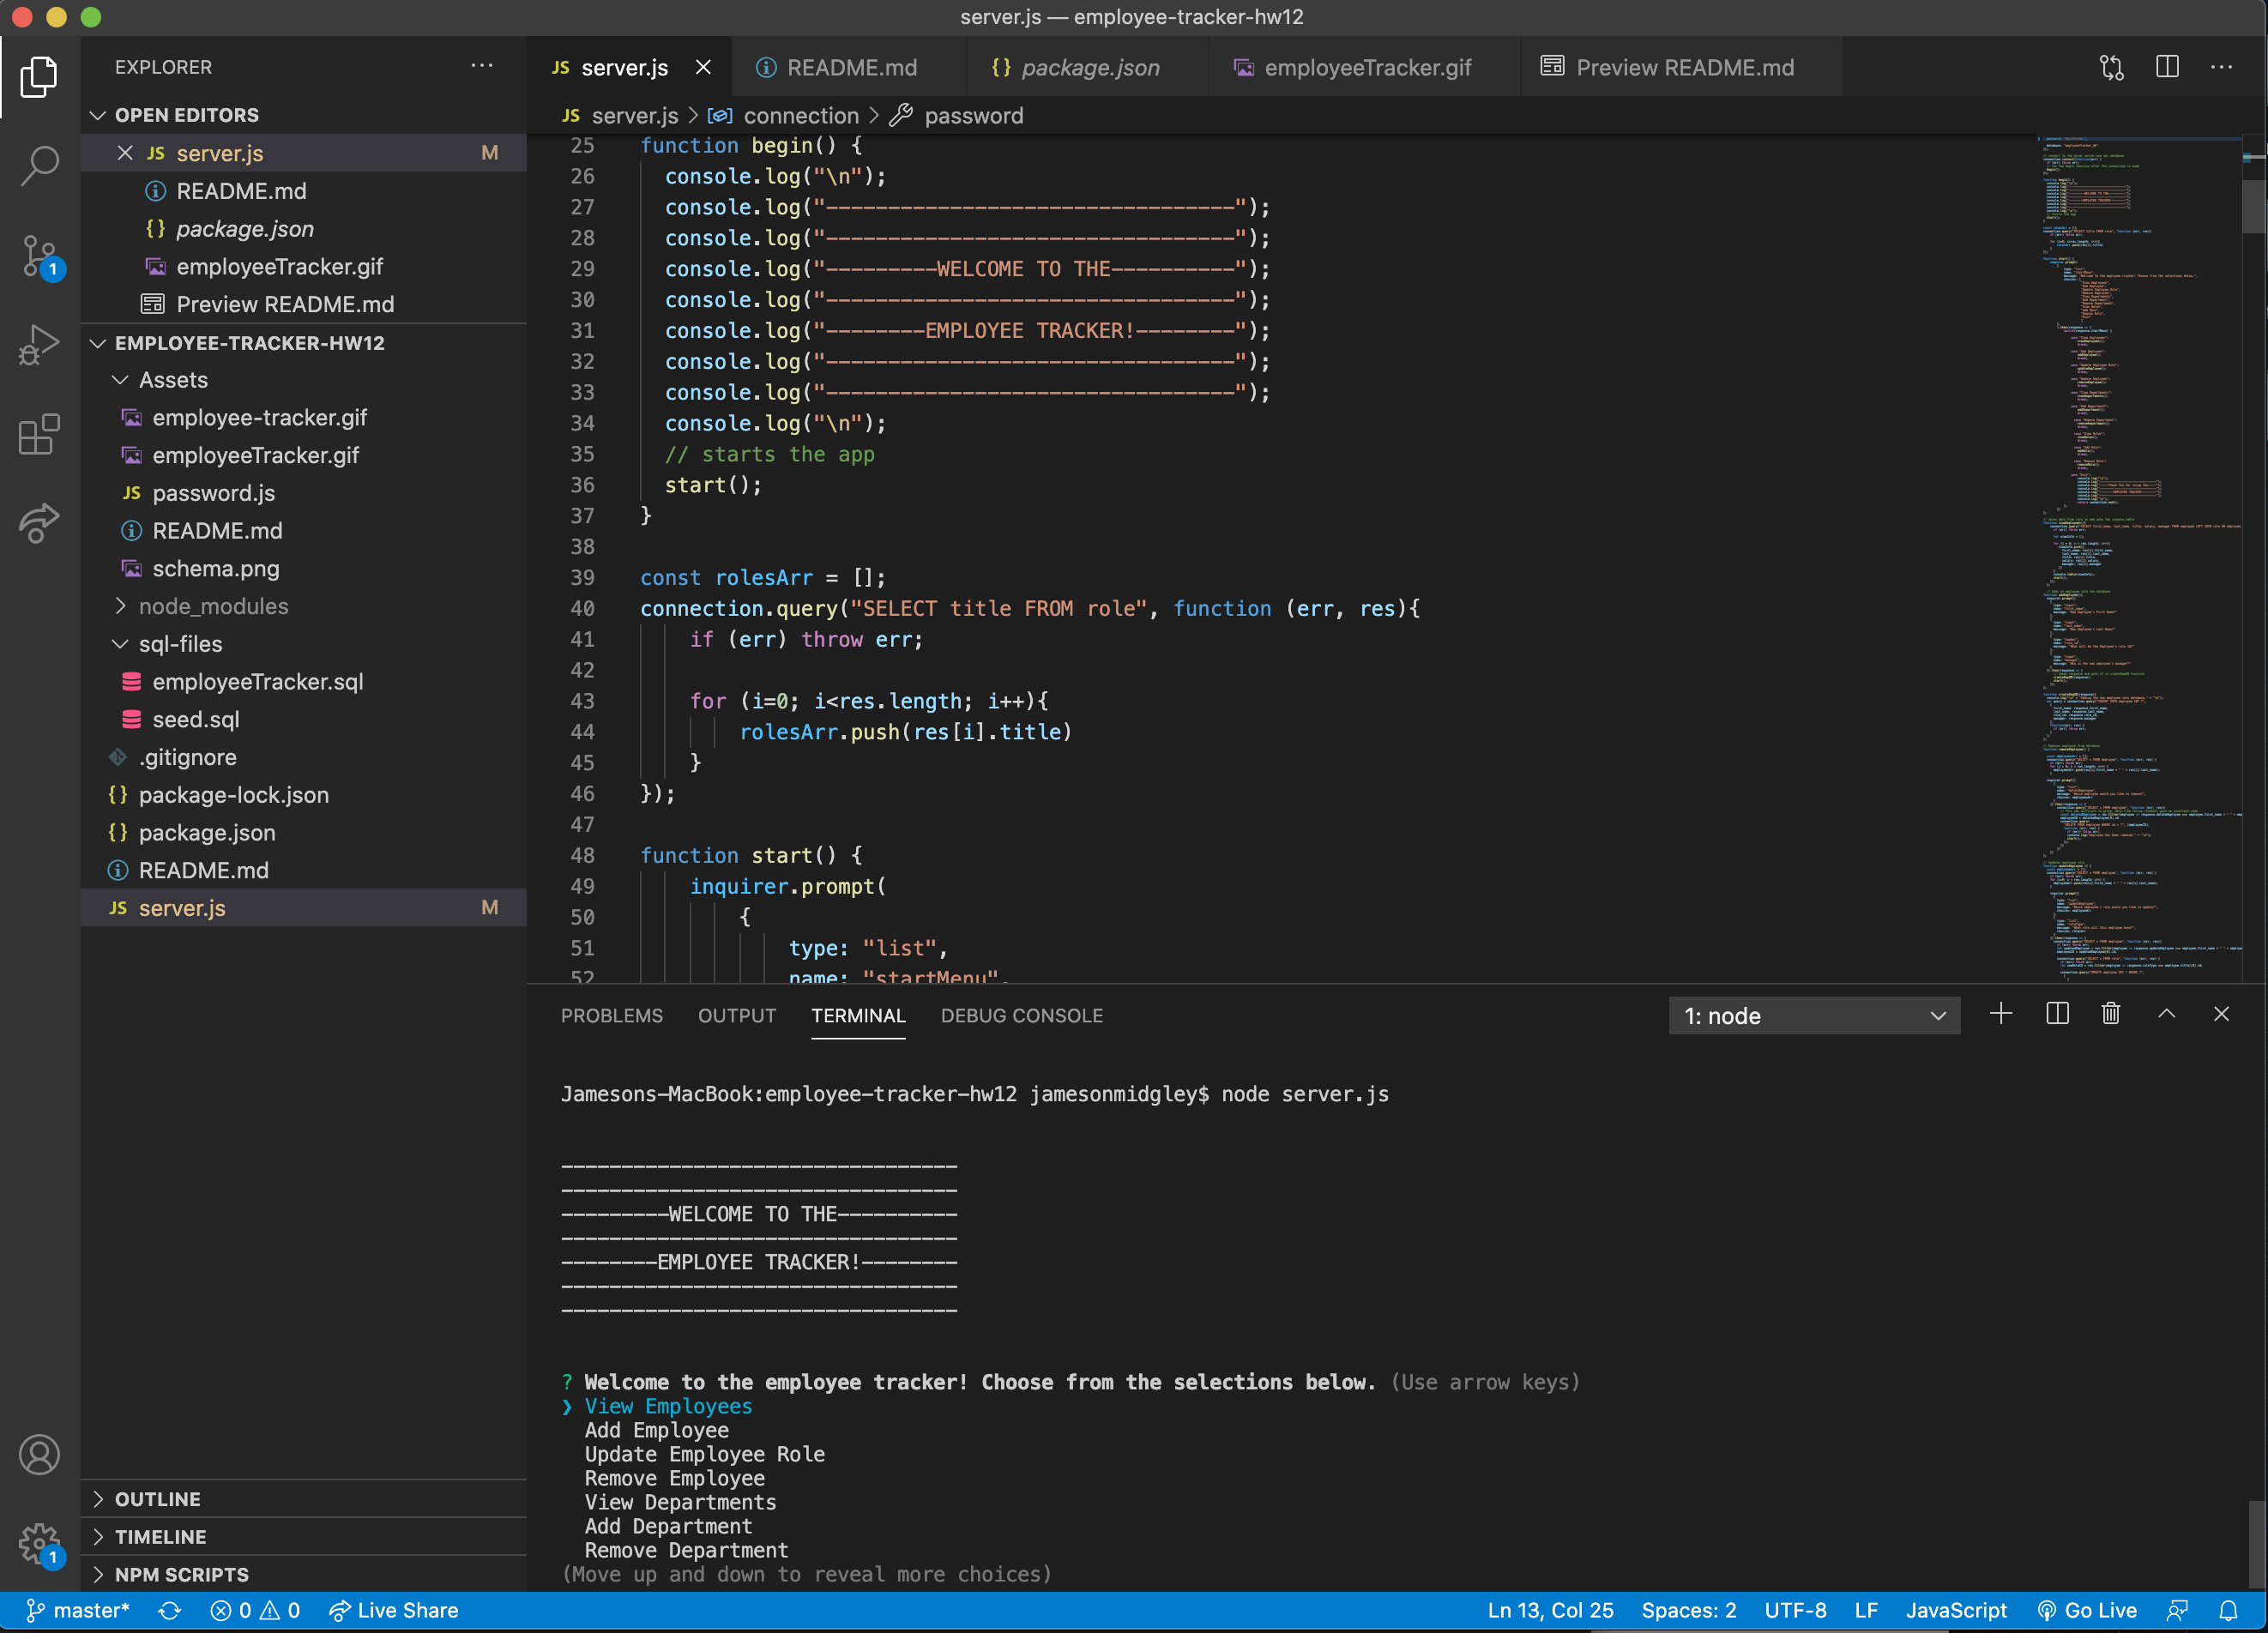 server.js — employee-tracker-hw12
EXPLORER
OPEN EDITORS
JS server.js M
README.md
{} package.json
employeeTracker.gif
Preview README.md
EMPLOYEE-TRACKER-HW12
Assets
employee-tracker.gif
employeeTracker.gif
JS password.js
README.md
schema.png
node_modules
sql-files
employeeTracker.sql
seed.sql
.gitignore
{} package-lock.json
{} package.json
README.md
JS server.js M
OUTLINE
TIMELINE
NPM SCRIPTS
1
1
JS server.js
README.md
{} package.json
employeeTracker.gif
Preview README.md
JS server.js > connection > password
25 function begin() {
26 console.log("\n");
27 console.log("---------------------------------");
28 console.log("---------------------------------");
29 console.log("---------WELCOME TO THE----------");
30 console.log("---------------------------------");
31 console.log("--------EMPLOYEE TRACKER!--------");
32 console.log("---------------------------------");
33 console.log("---------------------------------");
34 console.log("\n");
35 // starts the app
36 start();
37 }
38
39 const rolesArr = [];
40 connection.query("SELECT title FROM role", function (err, res){
41 if (err) throw err;
42
43 for (i=0; i<res.length; i++){
44 rolesArr.push(res[i].title)
45 }
46 });
47
48 function start() {
49 inquirer.prompt(
50 {
51 type: "list",
52 name: "startMenu",
PROBLEMS OUTPUT TERMINAL DEBUG CONSOLE
1: node
Jamesons-MacBook:employee-tracker-hw12 jamesonmidgley$ node server.js
---------------------------------
---------------------------------
---------WELCOME TO THE----------
---------------------------------
--------EMPLOYEE TRACKER!--------
---------------------------------
---------------------------------
? Welcome to the employee tracker! Choose from the selections below. (Use arrow keys)
❯ View Employees
Add Employee
Update Employee Role
Remove Employee
View Departments
Add Department
Remove Department
(Move up and down to reveal more choices)
master* 0 0 Live Share Ln 13, Col 25 Spaces: 2 UTF-8 LF JavaScript Go Live